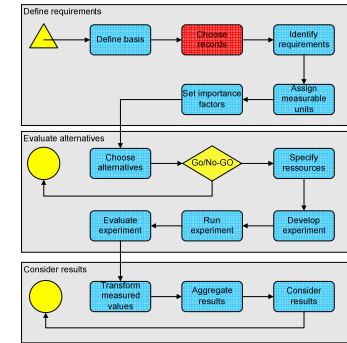 Define requirements
Define basis
Choose
records
Identify
requirements
Set importance
factors
Assign
measurable
units
Evaluate alternatives
Choose
alternatives
Go/No-GO
Specify
ressources
Evaluate
experiment
Run
experiment
Develop
experiment
Consider results
Transform
measured
values
Aggregate
results
Consider
results